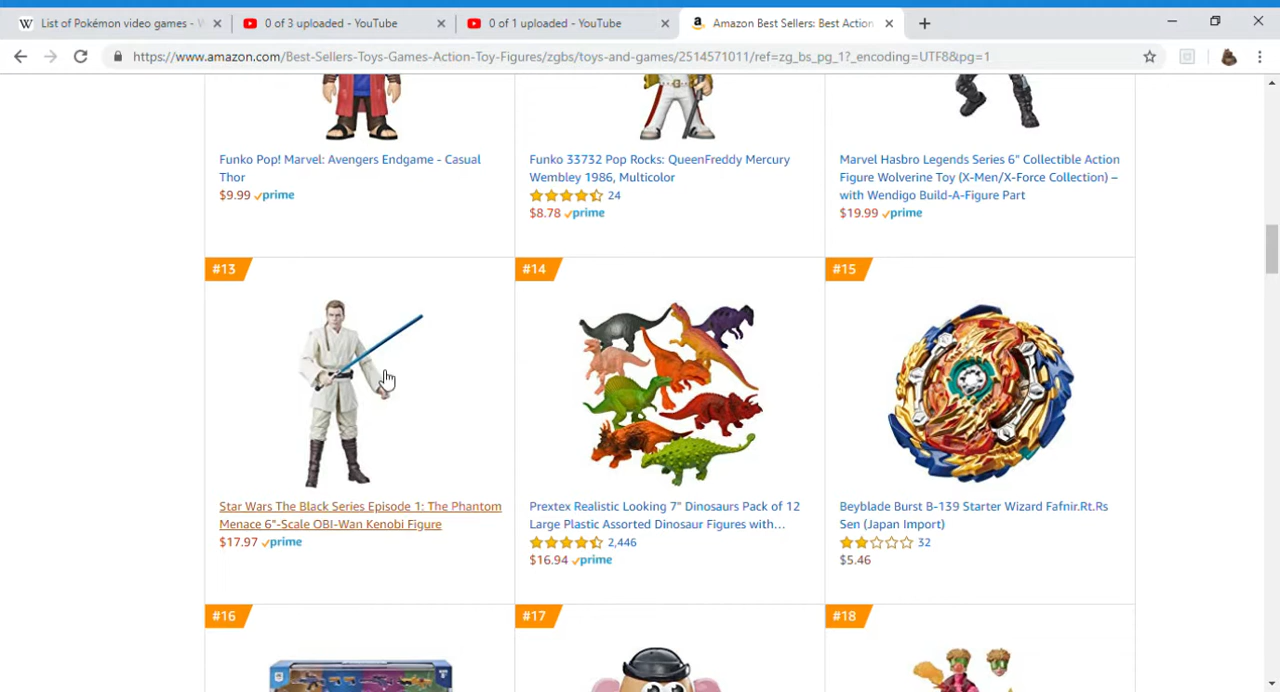 List of Pokémon video games - W
0 of 3 uploaded - YouTube
0 of 1 uploaded - YouTube
Amazon Best Sellers: Best Action
https://www.amazon.com/Best-Sellers-Toys-Games-Action-Toy-Figures/zgbs/toys-and-games/2514571011/ref=zg_bs_pg_1?_encoding=UTF8&pg=1
Funko Pop! Marvel: Avengers Endgame - Casual
Thor
$9.99 prime
Funko 33732 Pop Rocks: QueenFreddy Mercury
Wembley 1986, Multicolor
24
$8.78 prime
Marvel Hasbro Legends Series 6" Collectible Action
Figure Wolverine Toy (X-Men/X-Force Collection) –
with Wendigo Build-A-Figure Part
$19.99 prime
#13
Star Wars The Black Series Episode 1: The Phantom
Menace 6"-Scale OBI-Wan Kenobi Figure
$17.97 prime
#14
Prextex Realistic Looking 7" Dinosaurs Pack of 12
Large Plastic Assorted Dinosaur Figures with...
2,446
$16.94 prime
#15
Beyblade Burst B-139 Starter Wizard Fafnir.Rt.Rs
Sen (Japan Import)
32
$5.46
#16
#17
#18